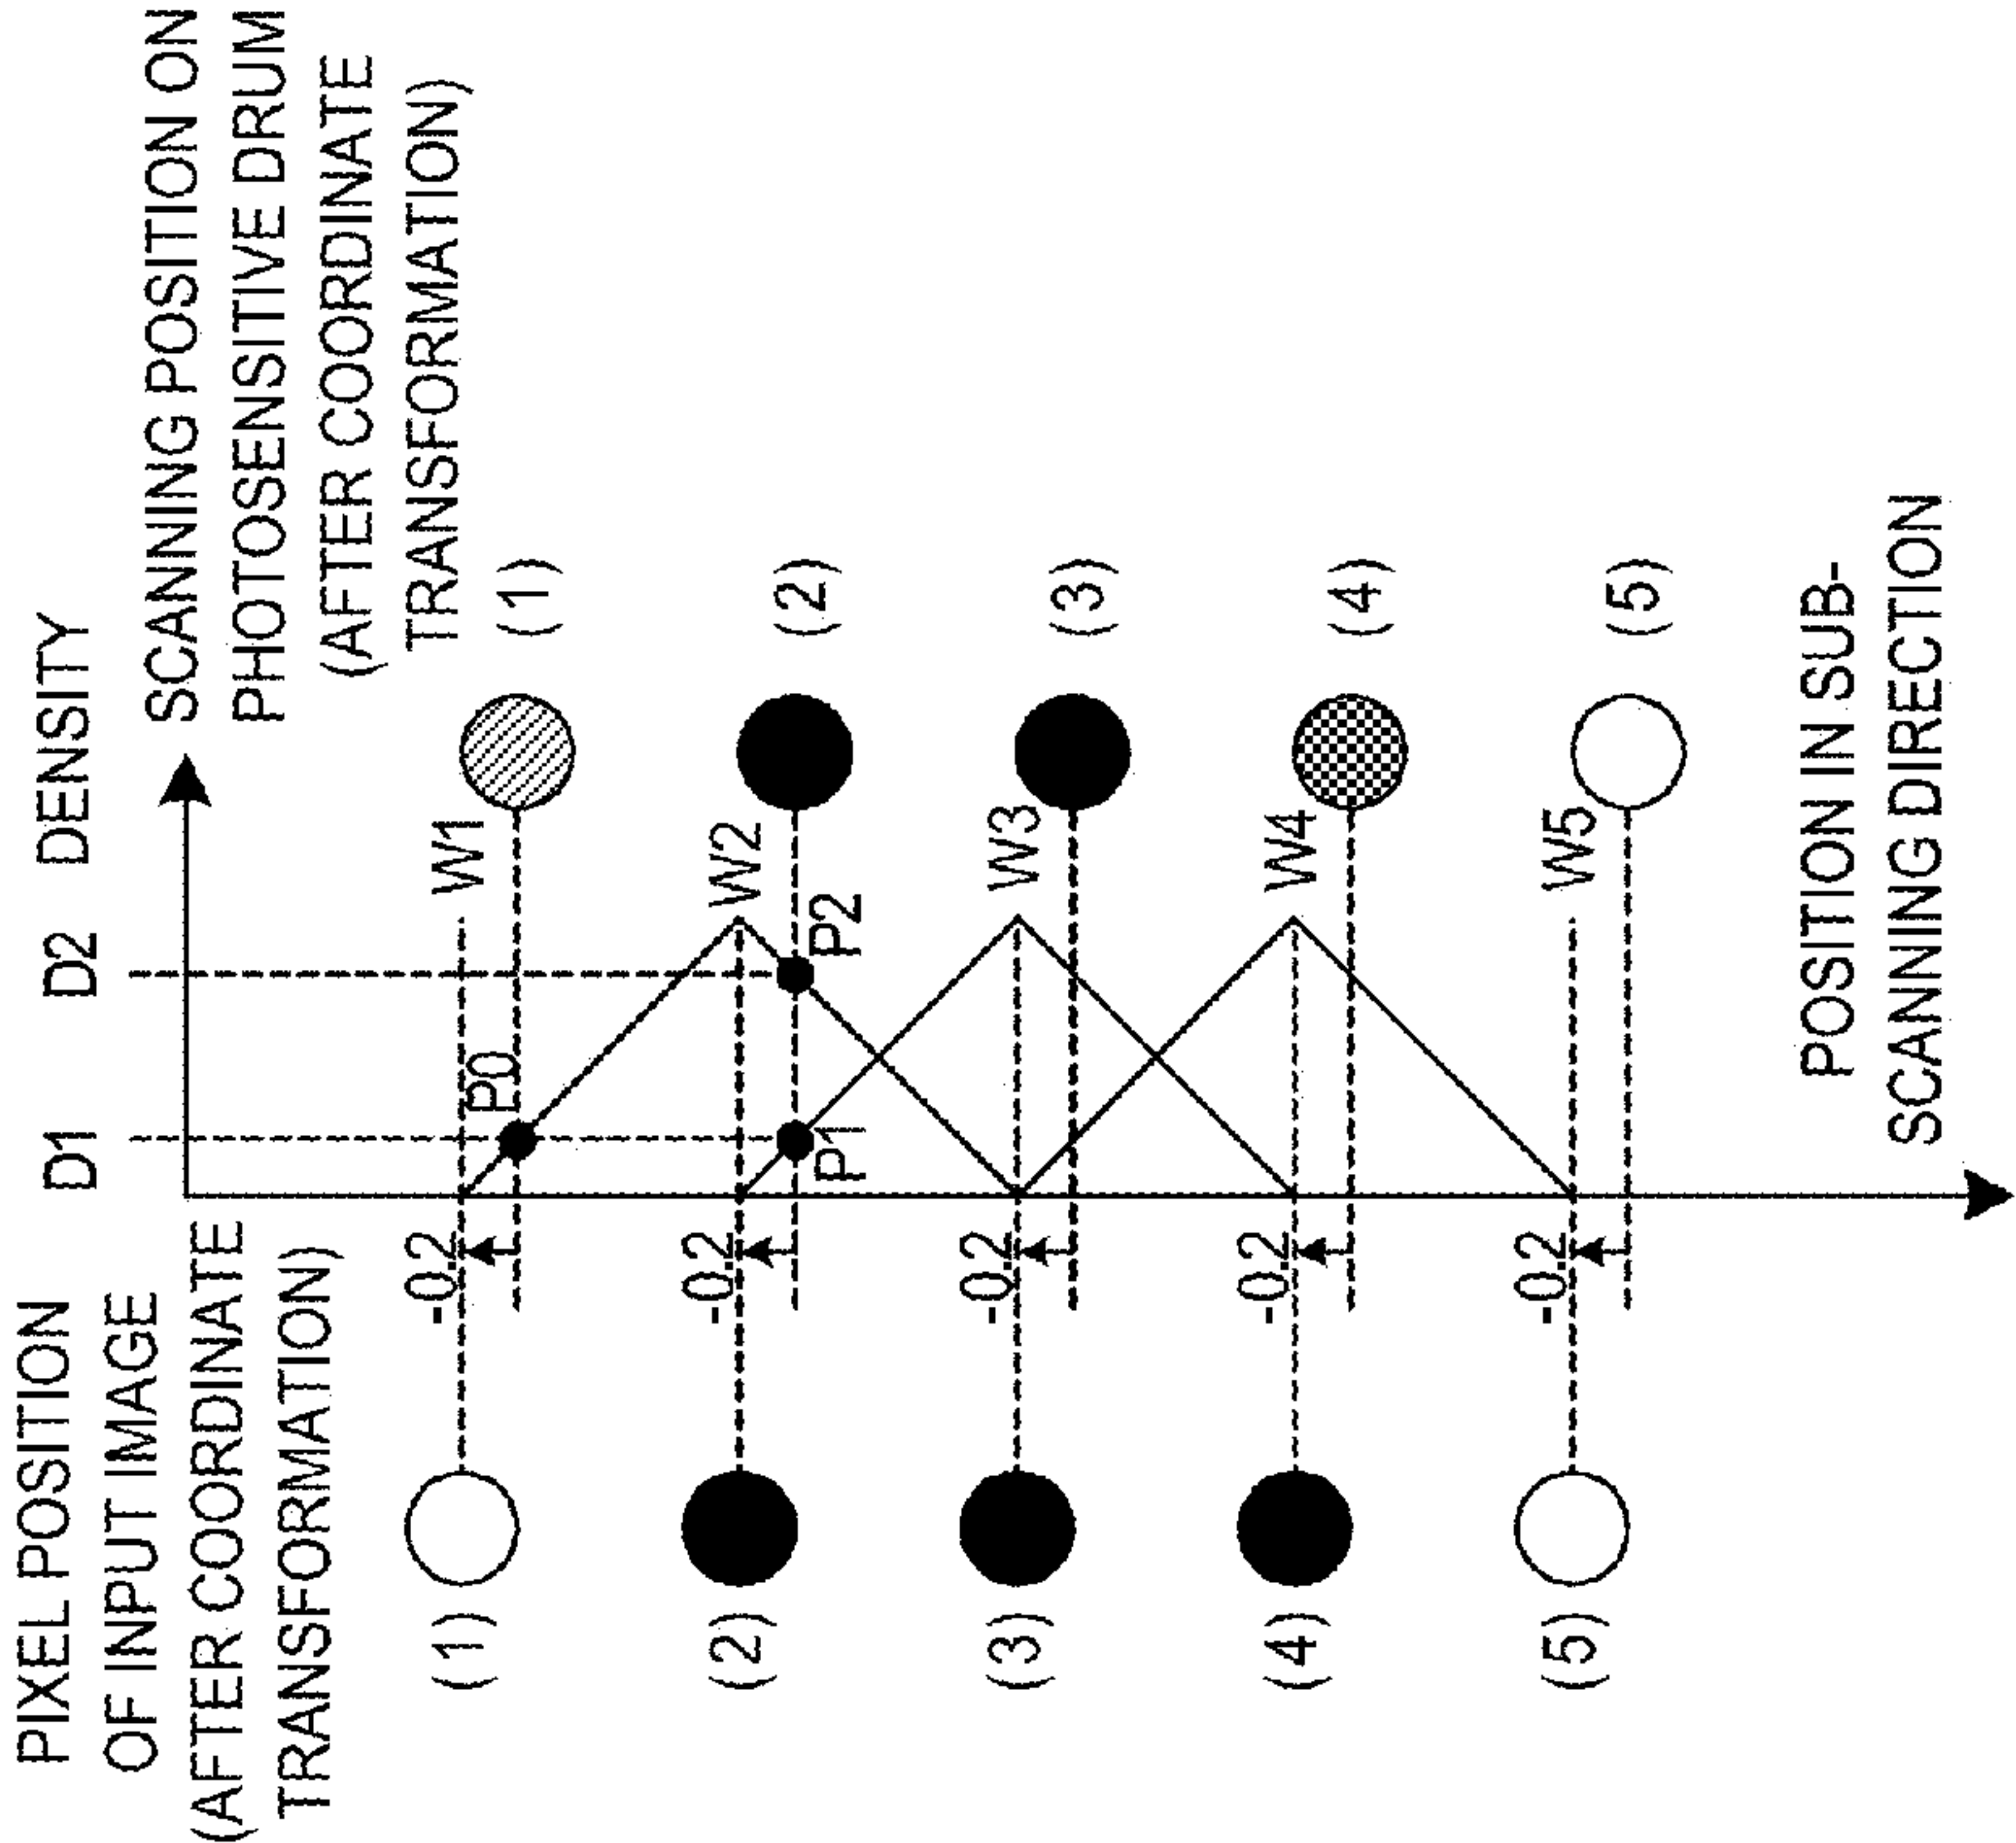 PIXEL POSITION
OF INPUT IMAGE
(AFTER COORDINATE
TRANSFORMATION)
D1
D2
DENSITY
SCANNING POSITION ON
PHOTOSENSITIVE DRUM
(AFTER COORDINATE
TRANSFORMATION)
(1)
-0.2
P0
W1
(1)
(2)
-0.2
P1
P2
W2
(2)
(3)
-0.2
W3
(3)
(4)
-0.2
W4
(4)
(5)
-0.2
W5
(5)
POSITION IN SUB-
SCANNING DIRECTION